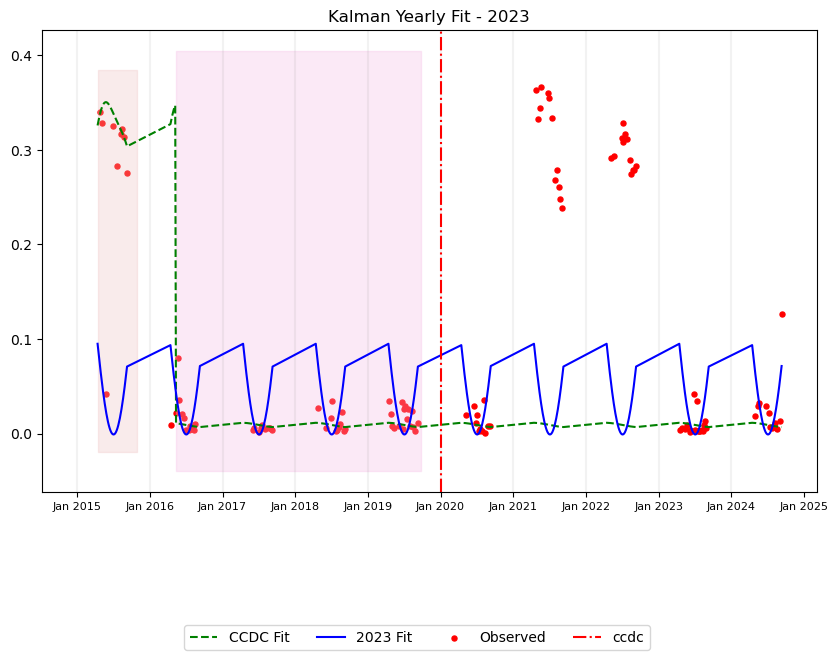 Kalman Yearly Fit - 2023
0.4
0.3
0.2
0.1
0.0
Jan 2015 Jan 2016 Jan 2017 Jan 2018 Jan 2019 Jan 2020 Jan 2021 Jan 2022 Jan 2023 Jan 2024 Jan 2025
CCDC Fit 2023 Fit Observed ccdc